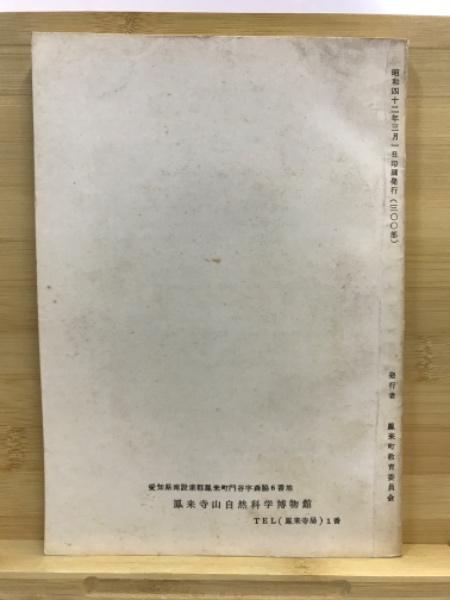 昭和四十二年三月一日印刷発行(三〇〇部)
発行者 鳳来町教育委員会
愛知県南設楽郡鳳来町門谷字森脇6番地
鳳来寺山自然科学博物館
TEL(鳳来寺局)1番